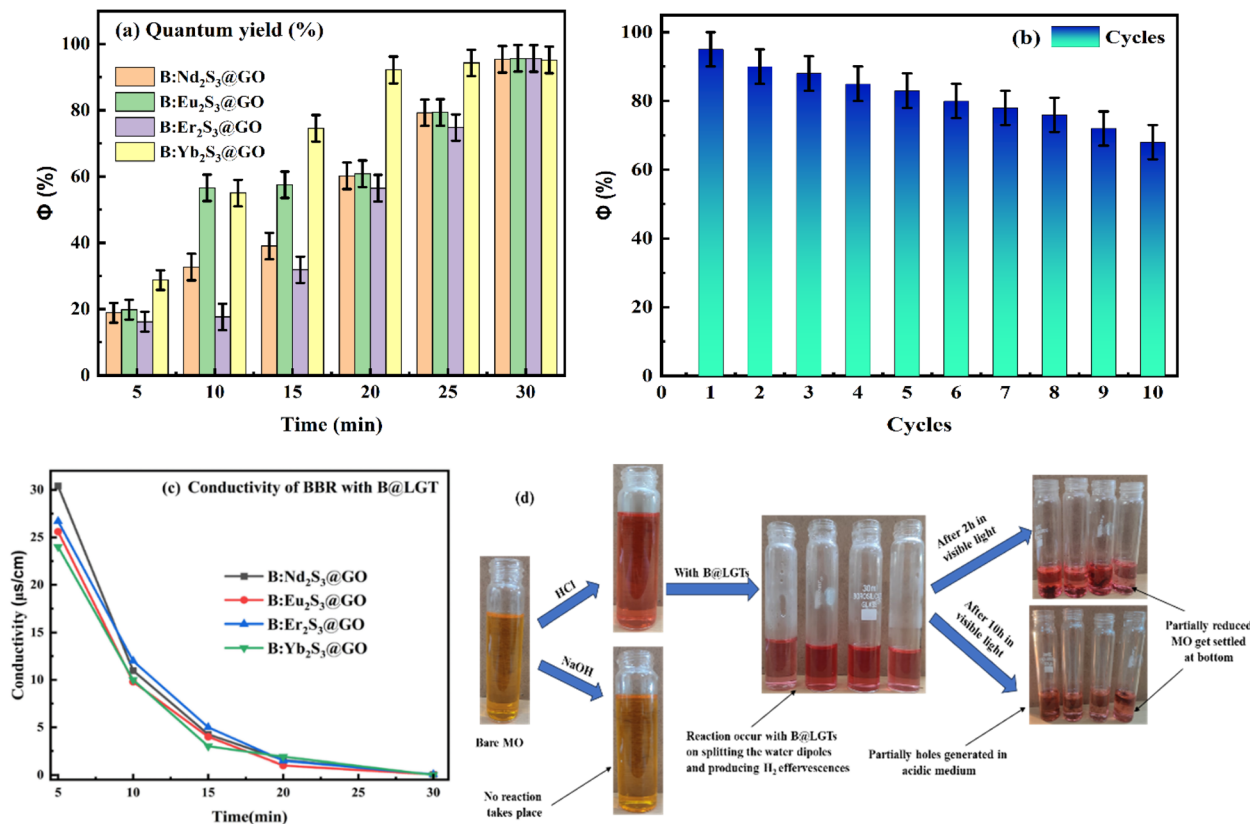 (a) Quantum yield (%)
B:Nd₂S₃@GO
B:Eu₂S₃@GO
B:Er₂S₃@GO
B:Yb₂S₃@GO
100
80
60
40
20
0
Φ (%)
5 10 15 20 25 30
Time (min)
(b)
Cycles
100
80
60
40
20
0
Φ (%)
0 1 2 3 4 5 6 7 8 9 10
Cycles
(c) Conductivity of BBR with B@LGT
B:Nd₂S₃@GO
B:Eu₂S₃@GO
B:Er₂S₃@GO
B:Yb₂S₃@GO
30
25
20
15
10
5
0
Conductivity (µs/cm)
5 10 15 20 25 30
Time(min)
(d)
Bare MO
HCl
NaOH
No reaction
takes place
With B@LGTs
Reaction occur with B@LGTs
on splitting the water dipoles
and producing H₂ effervescences
After 2h in
visible light
After 10h in
visible light
Partially reduced
MO get settled
at bottom
Partially holes generated in
acidic medium